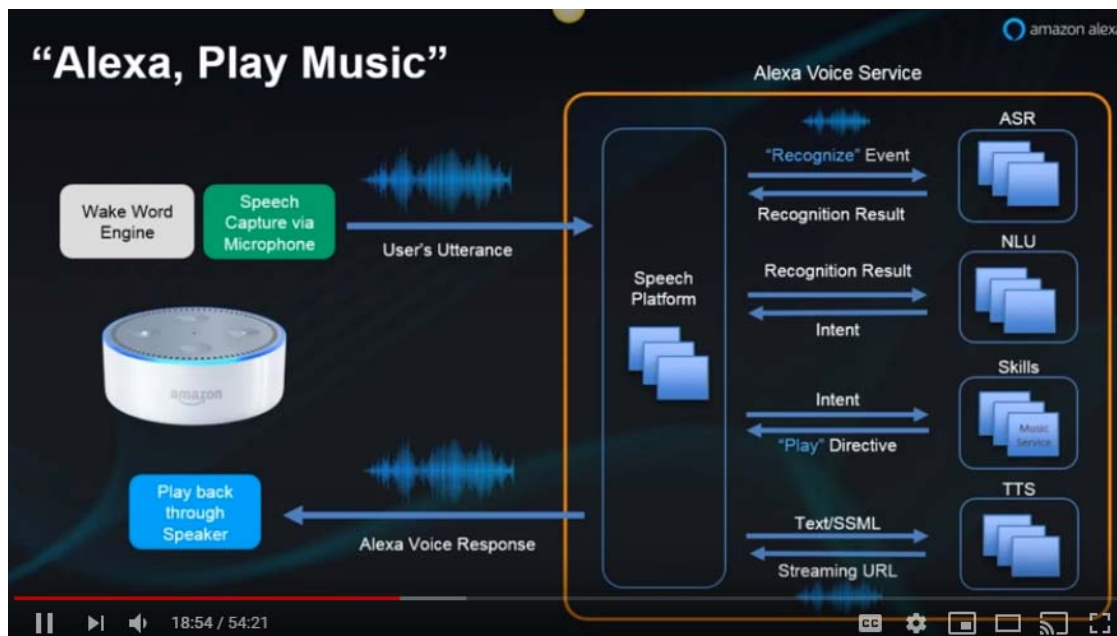 amazon alexa
“Alexa, Play Music”
Alexa Voice Service
Wake Word
Engine
Speech
Capture via
Microphone
User's Utterance
amazon
Play back
through
Speaker
Alexa Voice Response
Speech
Platform
“Recognize” Event
Recognition Result
ASR
Recognition Result
Intent
NLU
Intent
“Play” Directive
Skills
Music
Service
Text/SSML
Streaming URL
TTS
18:54 / 54:21
CC